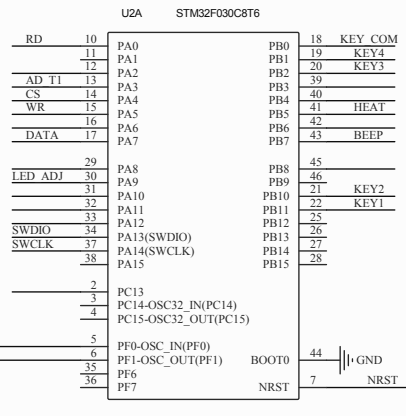 U2A STM32F030C8T6
RD 10 PA0 PB0 18 KEY_COM
11 PA1 PB1 19 KEY4
12 PA2 PB2 20 KEY3
AD_T1 13 PA3 PB3 39
CS 14 PA4 PB4 40
WR 15 PA5 PB5 41 HEAT
16 PA6 PB6 42
DATA 17 PA7 PB7 43 BEEP
29 PA8 PB8 45
LED_ADJ 30 PA9 PB9 46
31 PA10 PB10 21 KEY2
32 PA11 PB11 22 KEY1
33 PA12 PB12 25
SWDIO 34 PA13(SWDIO) PB13 26
SWCLK 37 PA14(SWCLK) PB14 27
38 PA15 PB15 28
2 PC13
3 PC14-OSC32_IN(PC14)
4 PC15-OSC32_OUT(PC15)
5 PF0-OSC_IN(PF0)
6 PF1-OSC_OUT(PF1) BOOT0 44 GND
35 PF6
36 PF7 NRST 7 NRST